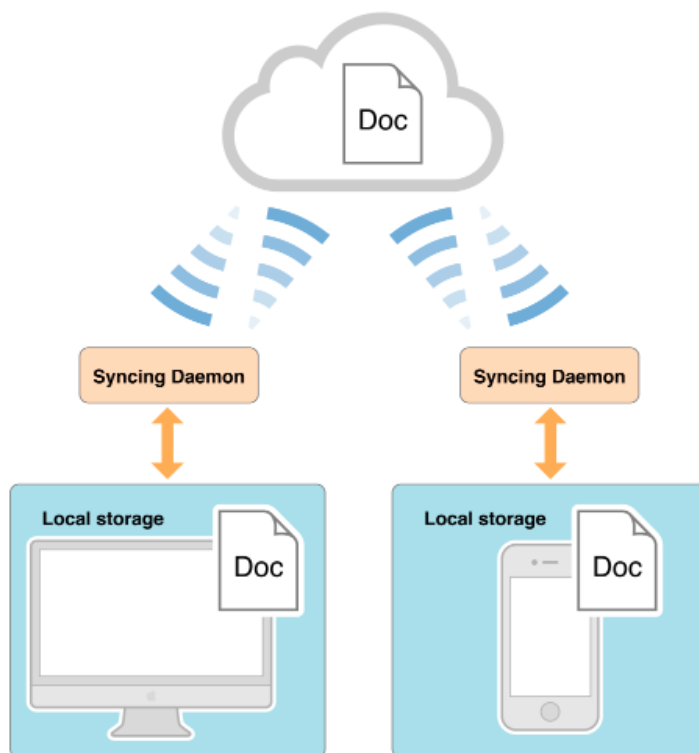 Doc
Syncing Daemon
Syncing Daemon
Local storage
Doc
Local storage
Doc